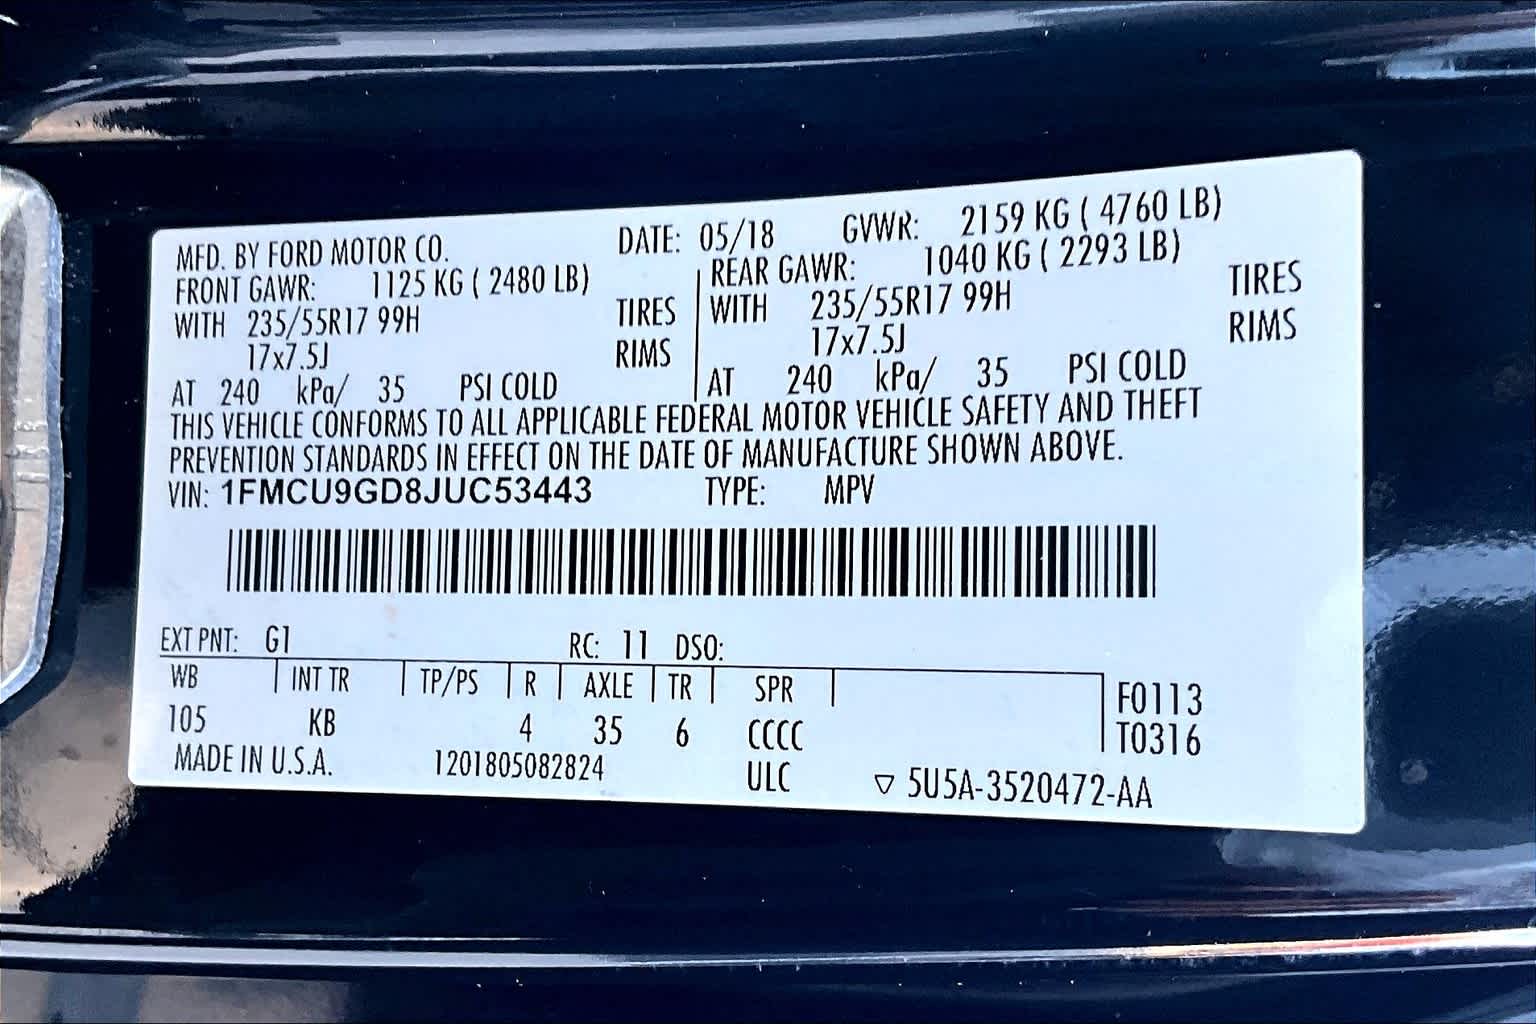 MFD. BY FORD MOTOR CO. DATE: 05/18 GVWR: 2159 KG ( 4760 LB)
FRONT GAWR: 1125 KG ( 2480 LB) REAR GAWR: 1040 KG ( 2293 LB)
WITH 235/55R17 99H TIRES WITH 235/55R17 99H TIRES
17x7.5J RIMS 17x7.5J RIMS
AT 240 kPa/ 35 PSI COLD AT 240 kPa/ 35 PSI COLD
THIS VEHICLE CONFORMS TO ALL APPLICABLE FEDERAL MOTOR VEHICLE SAFETY AND THEFT
PREVENTION STANDARDS IN EFFECT ON THE DATE OF MANUFACTURE SHOWN ABOVE.
VIN: 1FMCU9GD8JUC53443 TYPE: MPV
EXT PNT: G1 RC: 11 DSO:
WB INT TR TP/PS R AXLE TR SPR F0113
105 KB 4 35 6 CCCC T0316
MADE IN U.S.A. 1201805082824 ULC ▽ 5U5A-3520472-AA